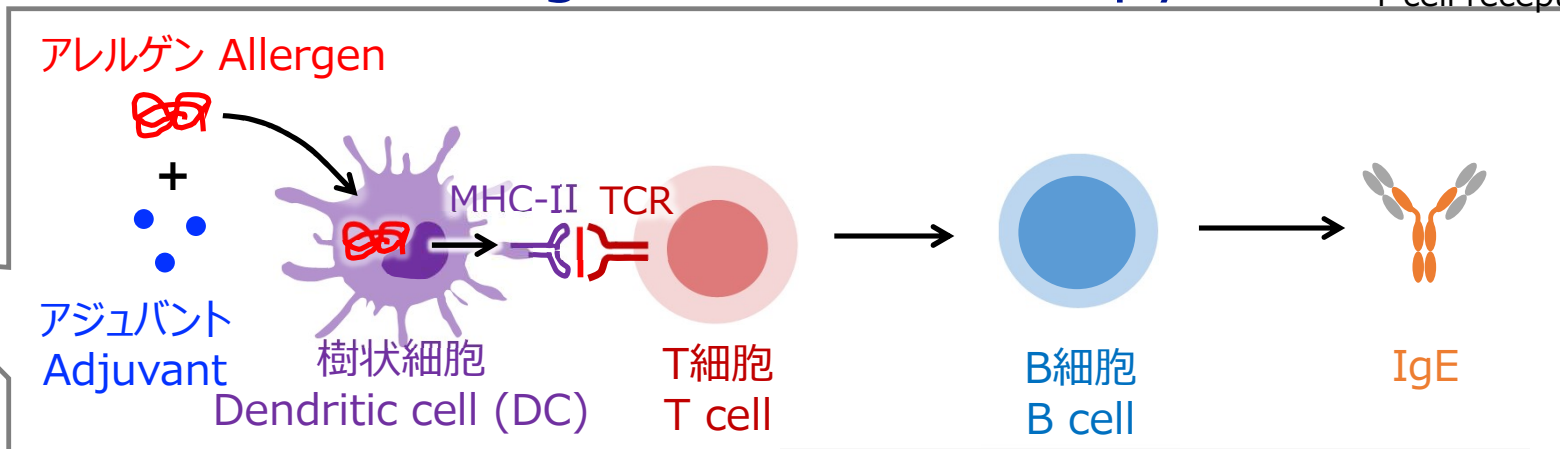 アレルゲン Allergen
+
アジュバント
Adjuvant
MHC-II TCR
樹状細胞
Dendritic cell (DC)
T細胞
T cell
B細胞
B cell
IgE